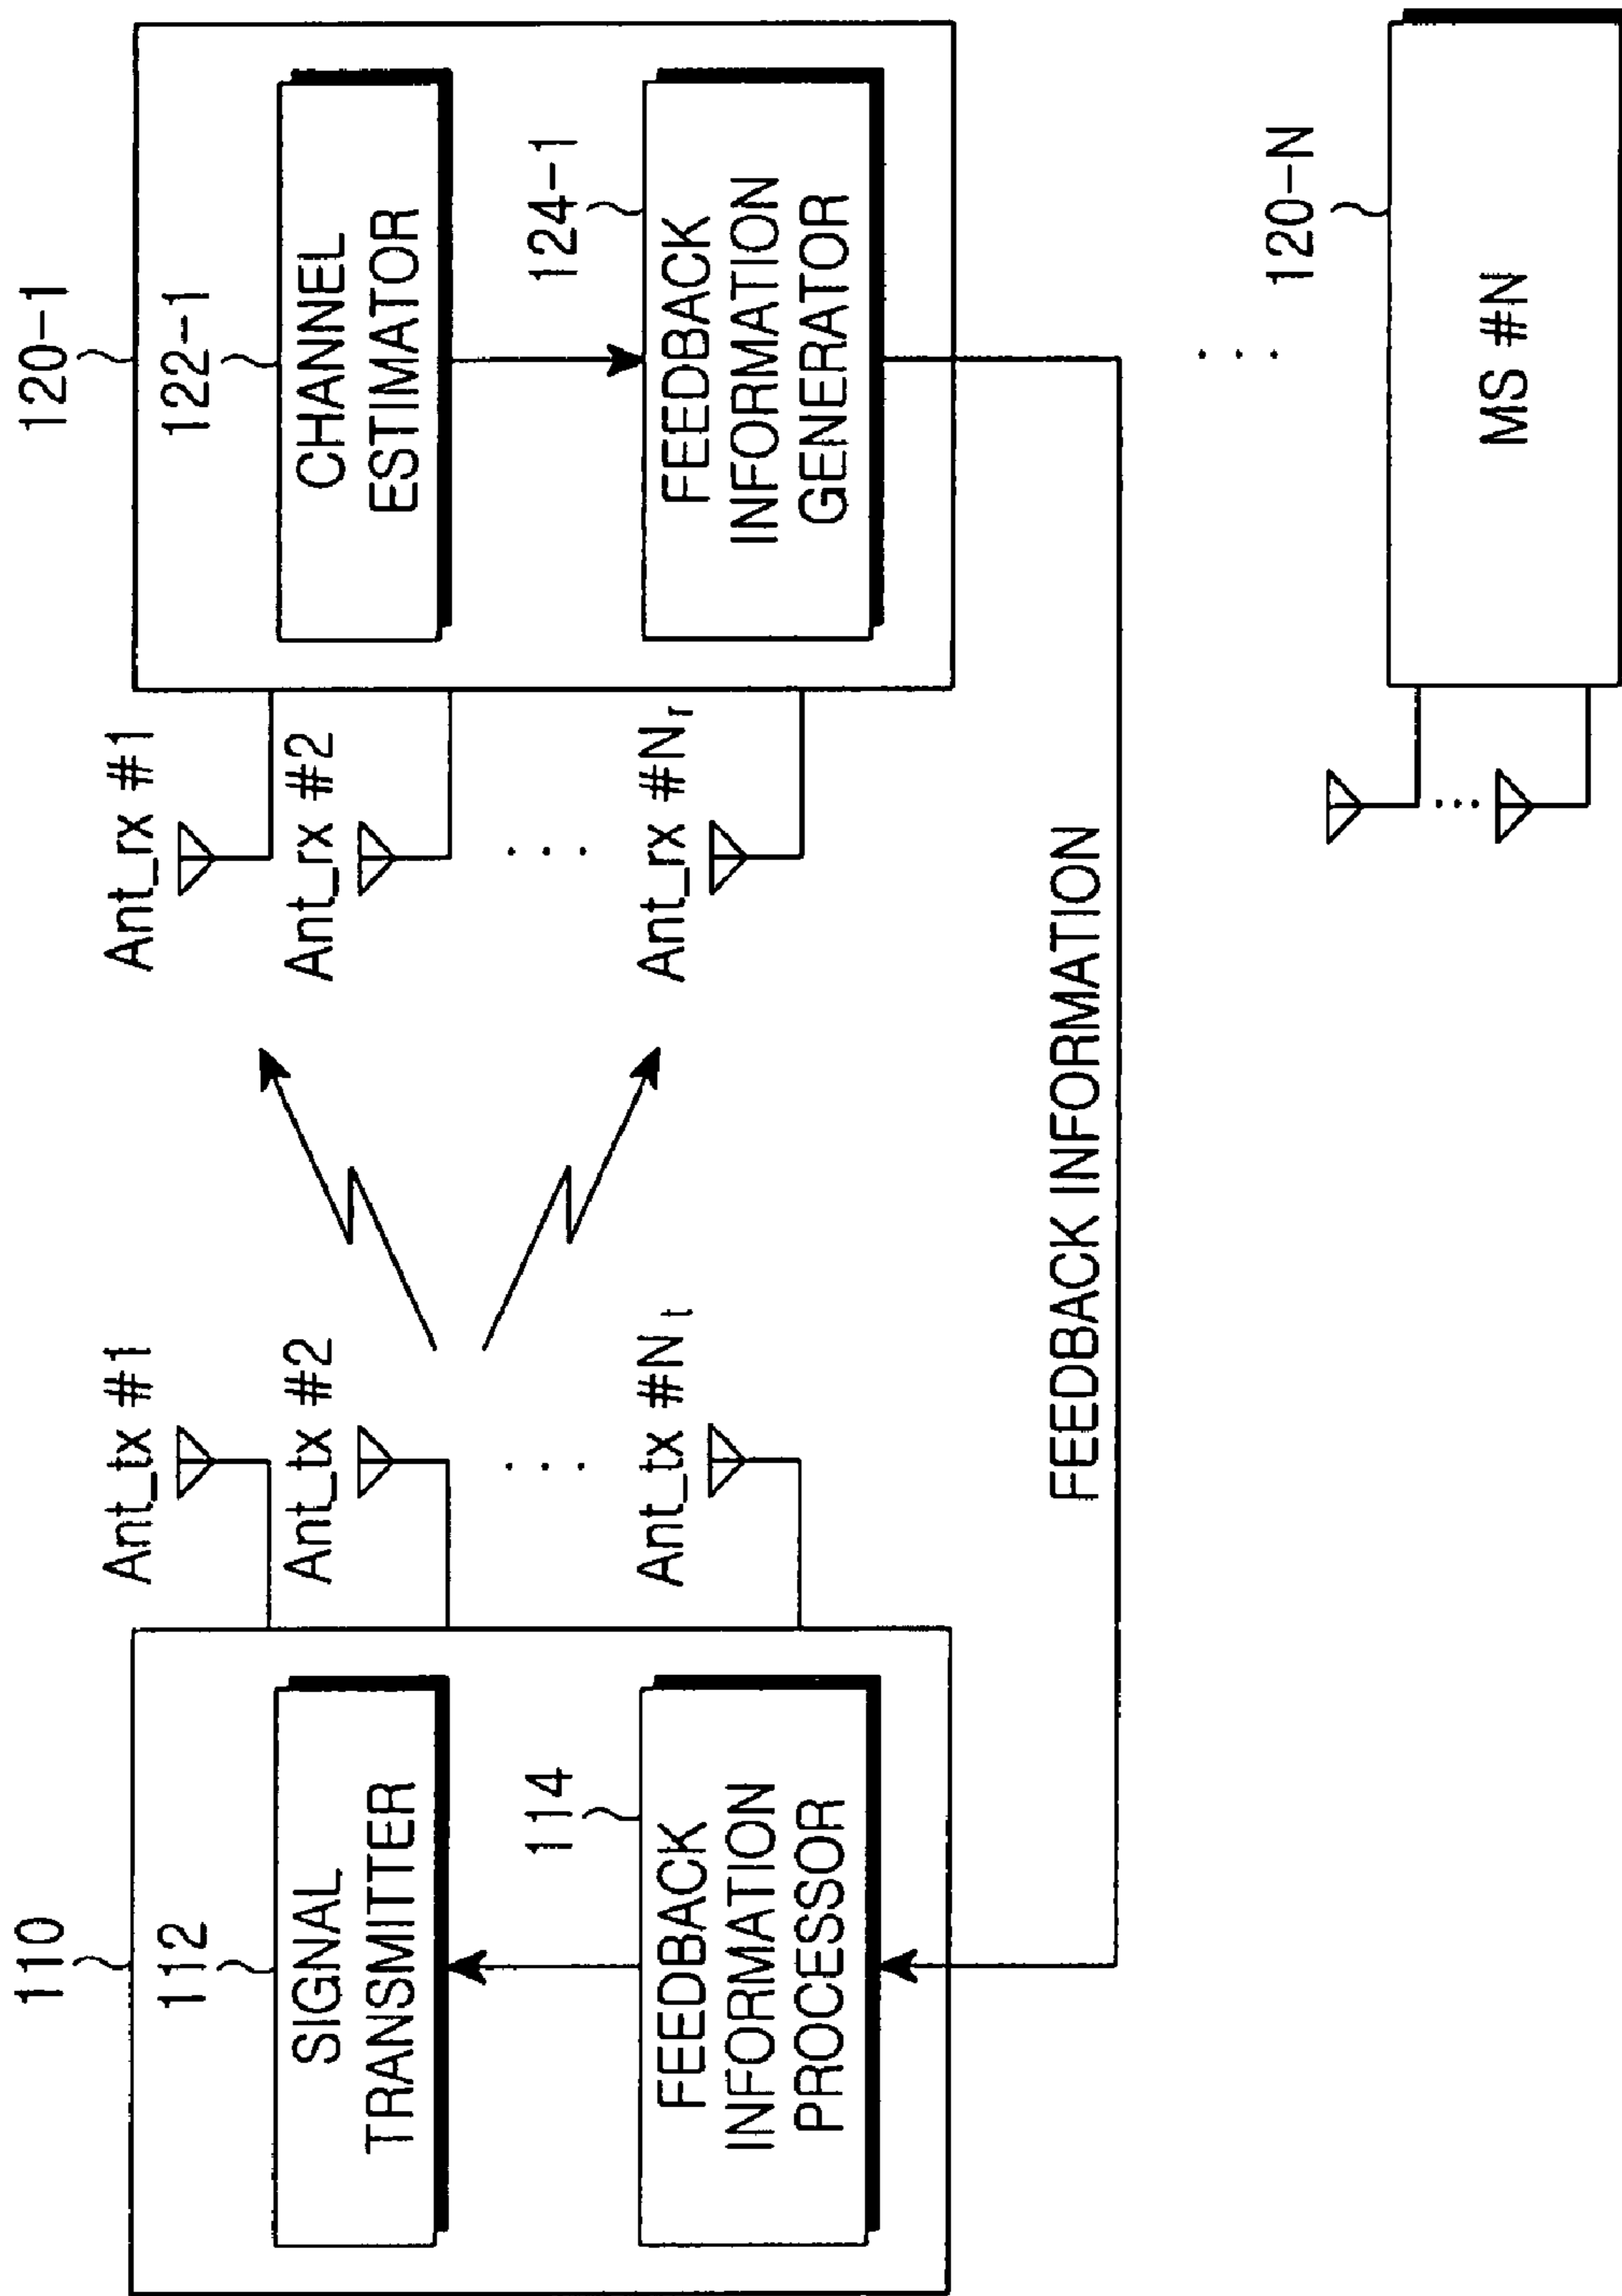 110
112
SIGNAL
TRANSMITTER
114
FEEDBACK
INFORMATION
PROCESSOR
Ant_tx #1
Ant_tx #2
. . .
Ant_tx #Nt
Ant_rx #1
Ant_rx #2
. . .
Ant_rx #Nr
120-1
122-1
CHANNEL
ESTIMATOR
124-1
FEEDBACK
INFORMATION
GENERATOR
FEEDBACK INFORMATION
. . .
120-N
...
MS #N